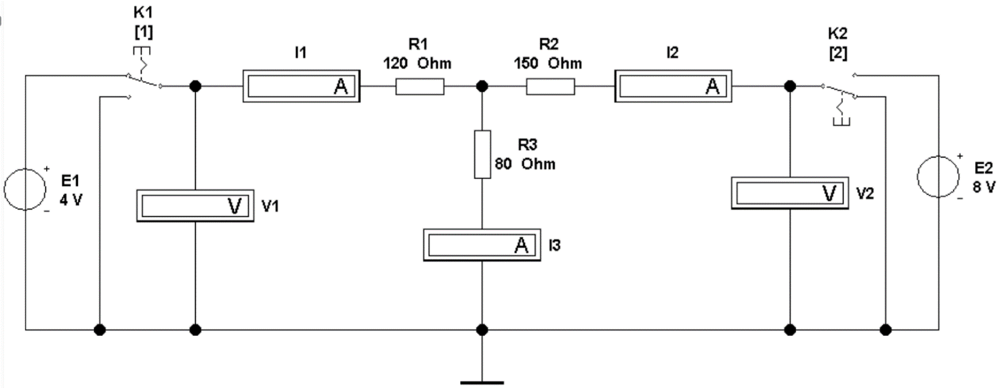 K1
[1]
K2
[2]
I1
R1
120 Ohm
R2
150 Ohm
I2
A
A
R3
80 Ohm
+
E1
4 V
-
V
V1
V
V2
+
E2
8 V
-
A
I3